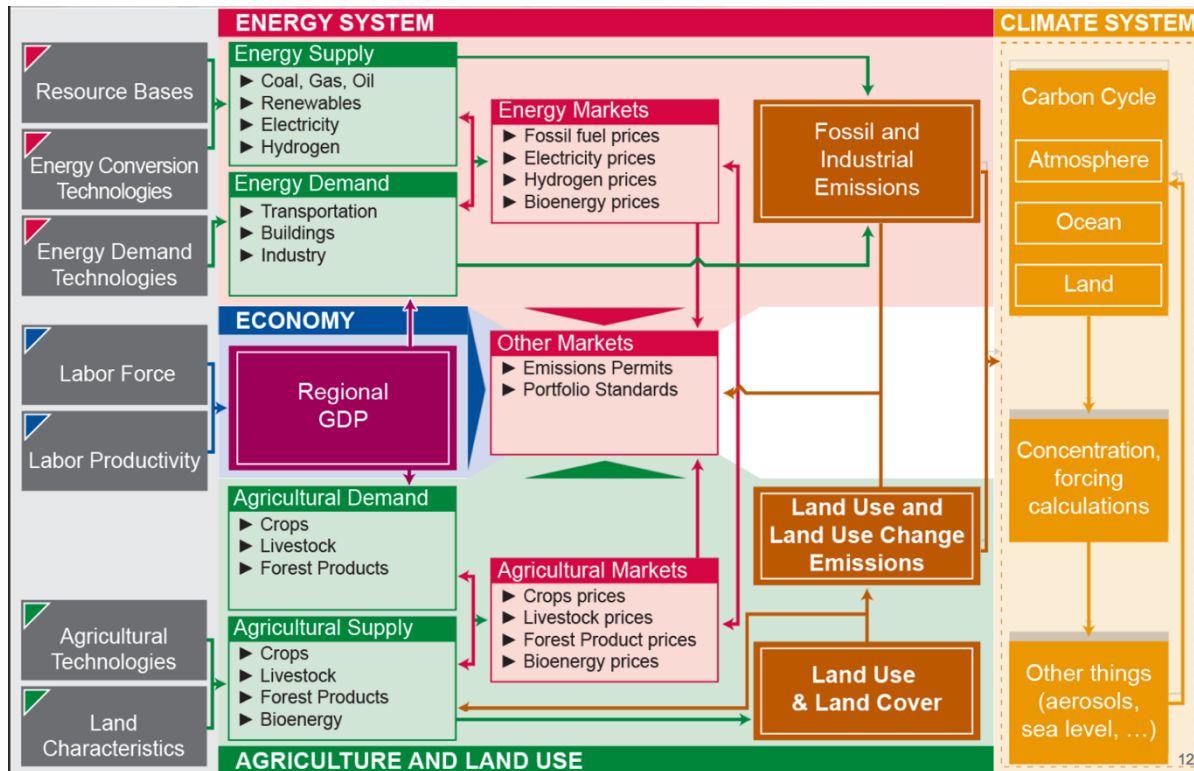 ENERGY SYSTEM
CLIMATE SYSTEM
Resource Bases
Energy Conversion
Technologies
Energy Demand
Technologies
Labor Force
Labor Productivity
Agricultural
Technologies
Land
Characteristics
Energy Supply
► Coal, Gas, Oil
► Renewables
► Electricity
► Hydrogen
Energy Demand
► Transportation
► Buildings
► Industry
Energy Markets
► Fossil fuel prices
► Electricity prices
► Hydrogen prices
► Bioenergy prices
Fossil and
Industrial
Emissions
ECONOMY
Regional
GDP
Other Markets
► Emissions Permits
► Portfolio Standards
Agricultural Demand
► Crops
► Livestock
► Forest Products
Agricultural Supply
► Crops
► Livestock
► Forest Products
► Bioenergy
Agricultural Markets
► Crops prices
► Livestock prices
► Forest Product prices
► Bioenergy prices
Land Use and
Land Use Change
Emissions
Land Use
& Land Cover
AGRICULTURE AND LAND USE
Carbon Cycle
Atmosphere
Ocean
Land
Concentration,
forcing
calculations
Other things
(aerosols,
sea level, …)
12